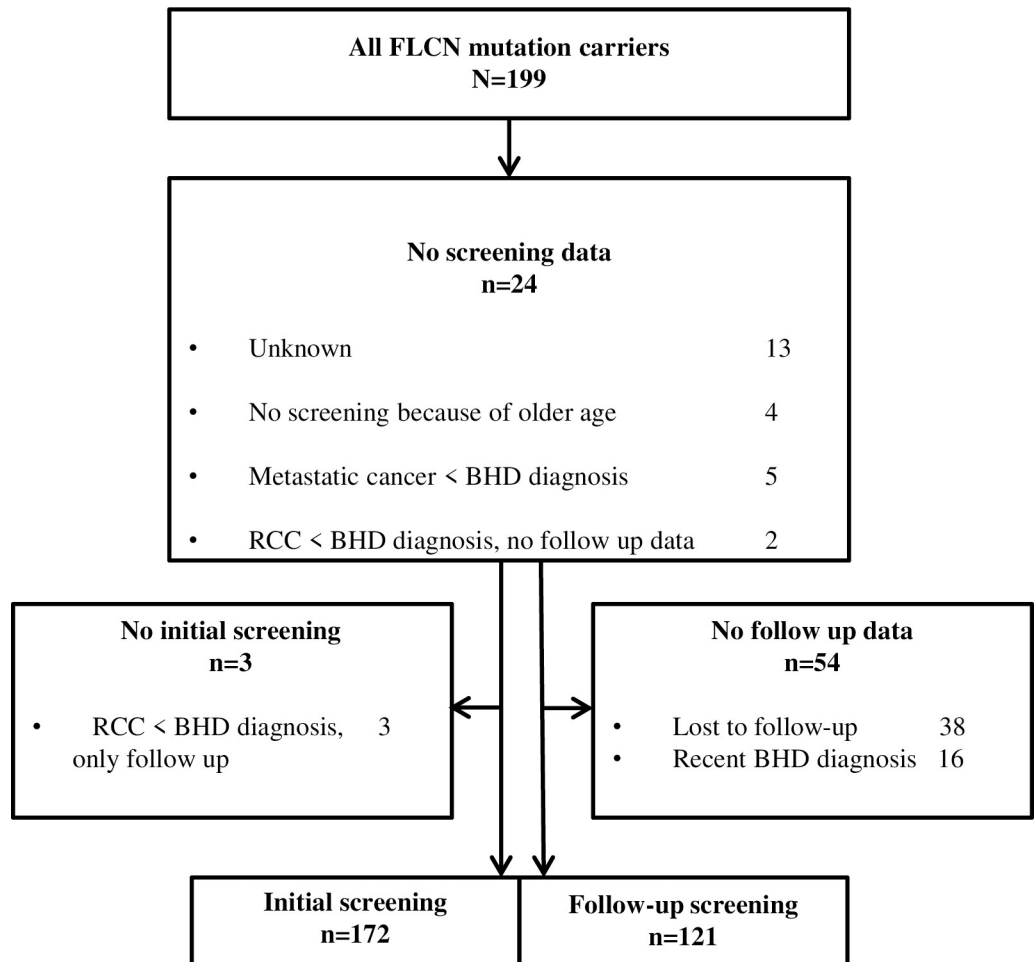 All FLCN mutation carriers
N=199
No screening data
n=24
• Unknown 13
• No screening because of older age 4
• Metastatic cancer < BHD diagnosis 5
• RCC < BHD diagnosis, no follow up data 2
No initial screening
n=3
• RCC < BHD diagnosis, 3
only follow up
No follow up data
n=54
• Lost to follow-up 38
• Recent BHD diagnosis 16
Initial screening
n=172
Follow-up screening
n=121